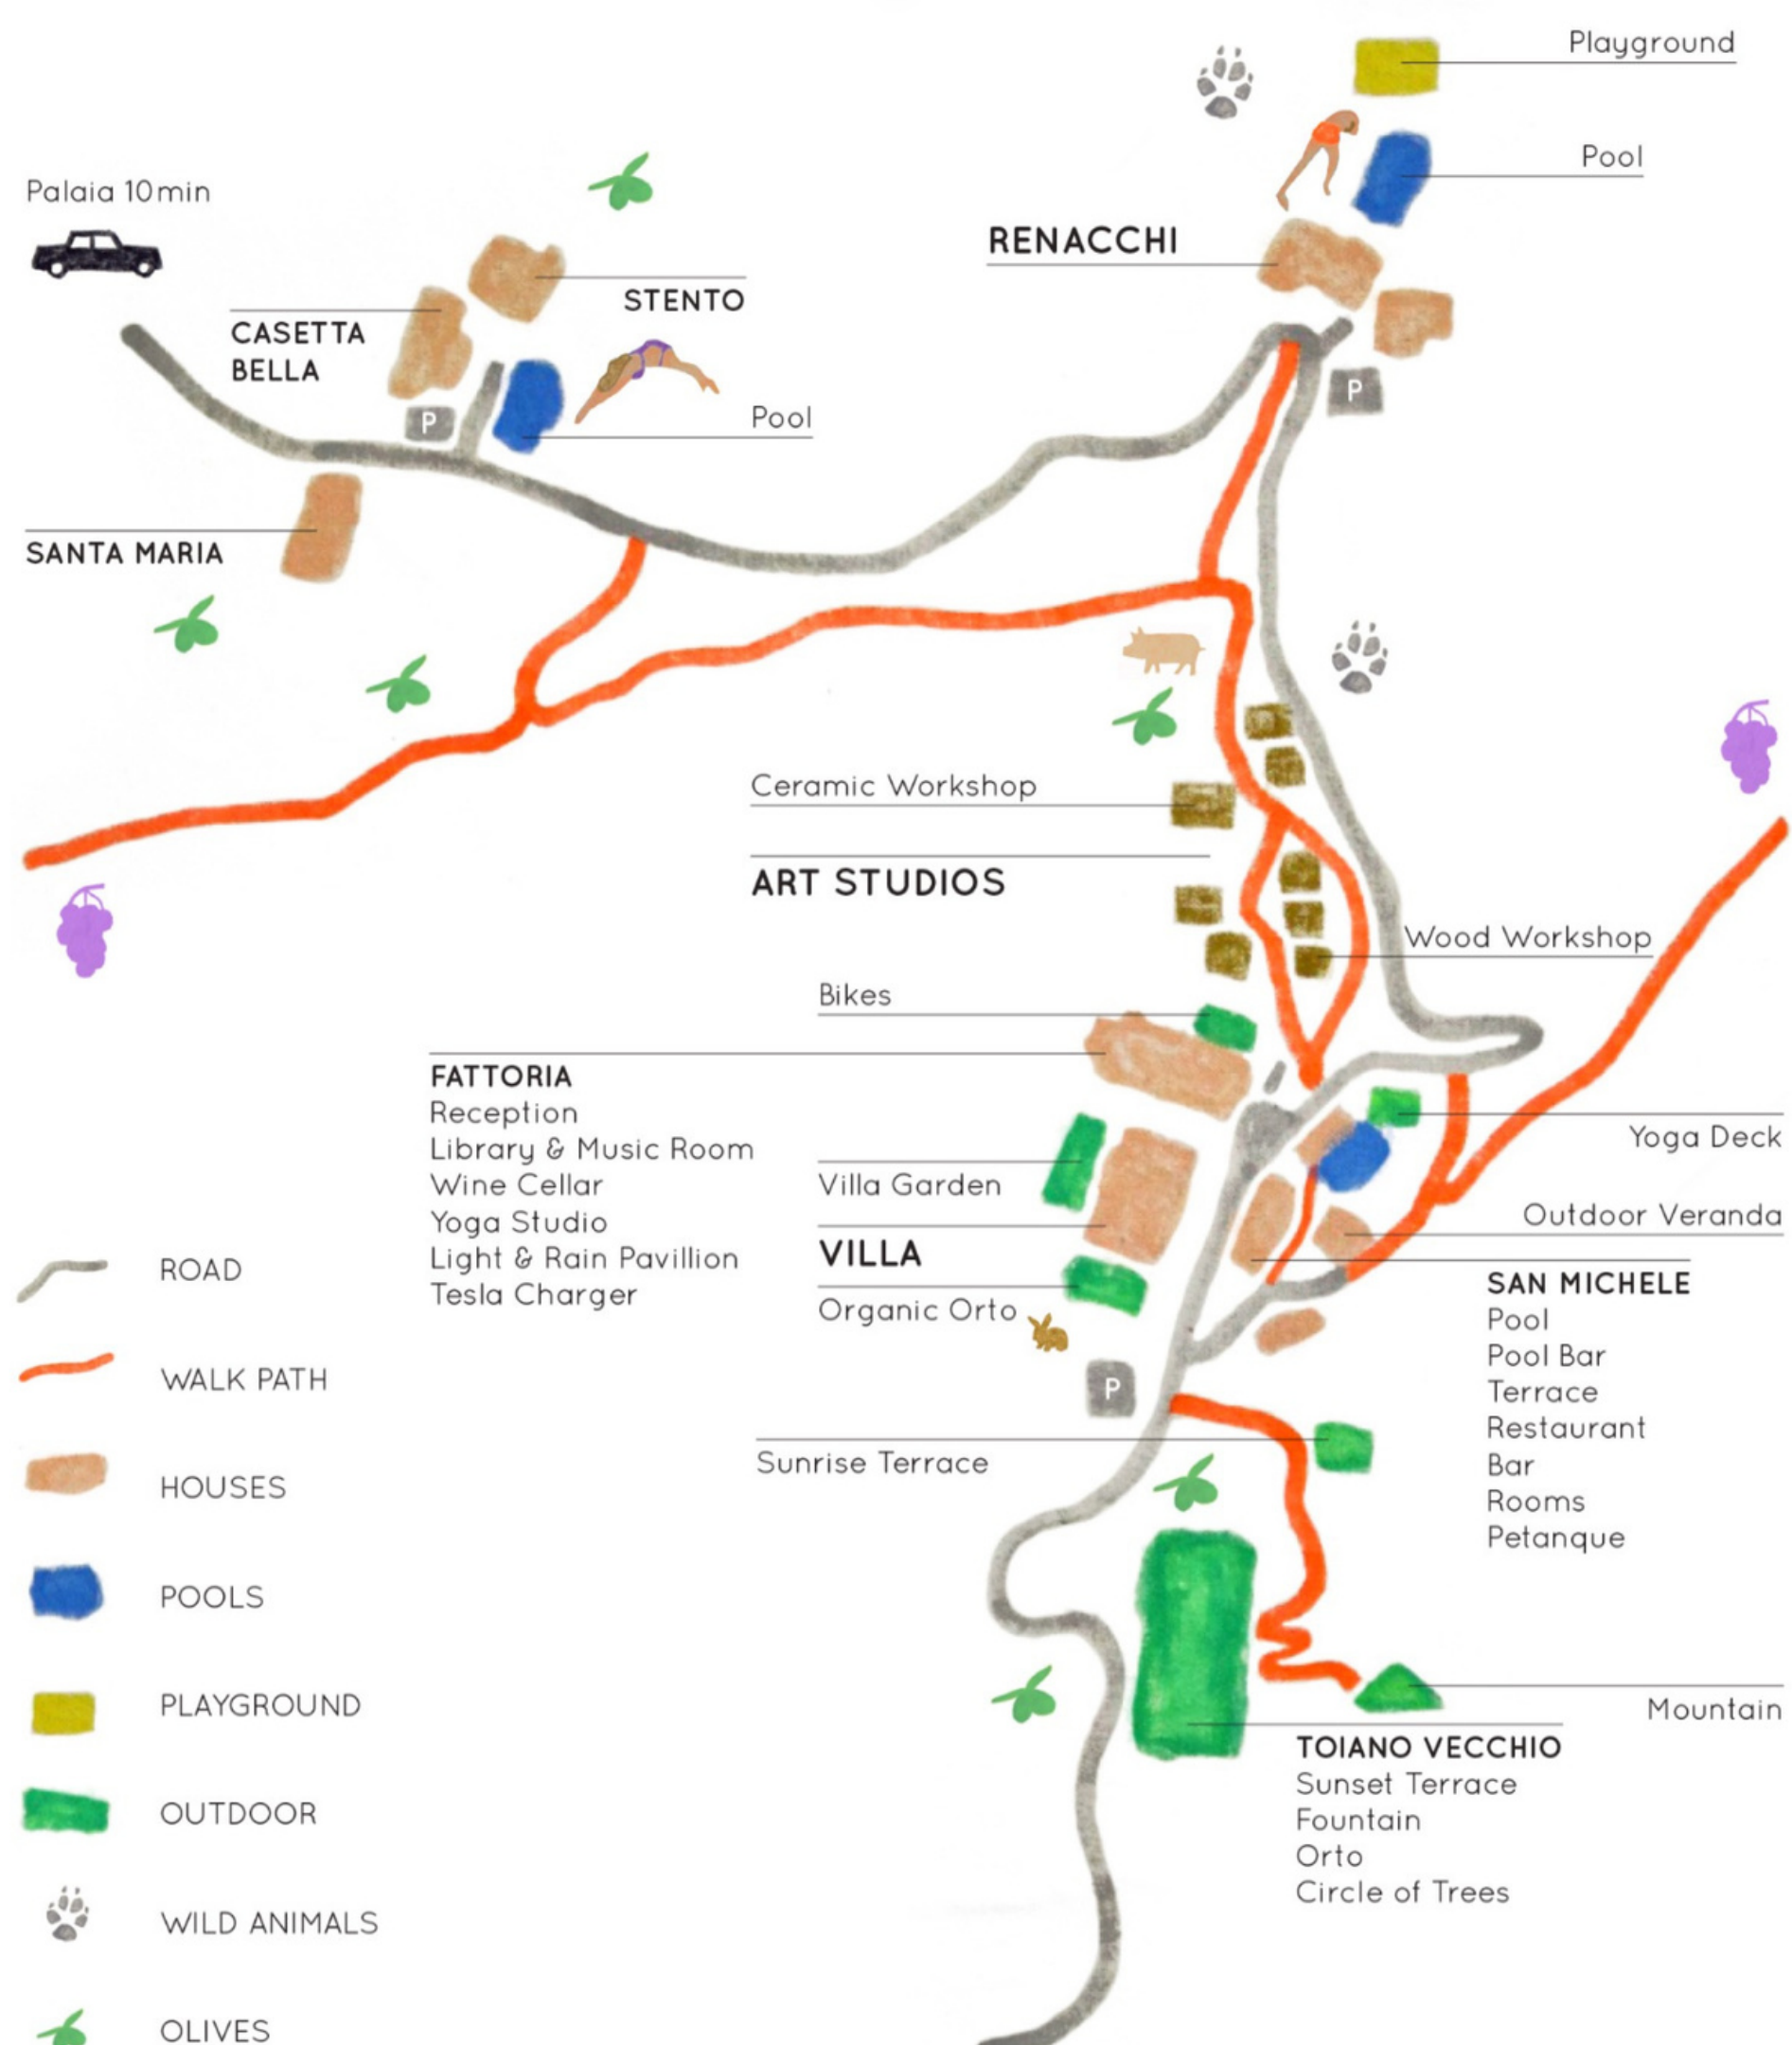 Playground
Pool
Palaia 10min
RENACCHI
STENTO
CASETTA
BELLA
P
P
Pool
SANTA MARIA
Ceramic Workshop
ART STUDIOS
Wood Workshop
Bikes
FATTORIA
Reception
Library & Music Room
Wine Cellar
Yoga Studio
Light & Rain Pavillion
Tesla Charger
Yoga Deck
Villa Garden
Outdoor Veranda
VILLA
Organic Orto
SAN MICHELE
Pool
Pool Bar
Terrace
Restaurant
Bar
Rooms
Petanque
P
Sunrise Terrace
Mountain
TOIANO VECCHIO
Sunset Terrace
Fountain
Orto
Circle of Trees
ROAD
WALK PATH
HOUSES
POOLS
PLAYGROUND
OUTDOOR
WILD ANIMALS
OLIVES